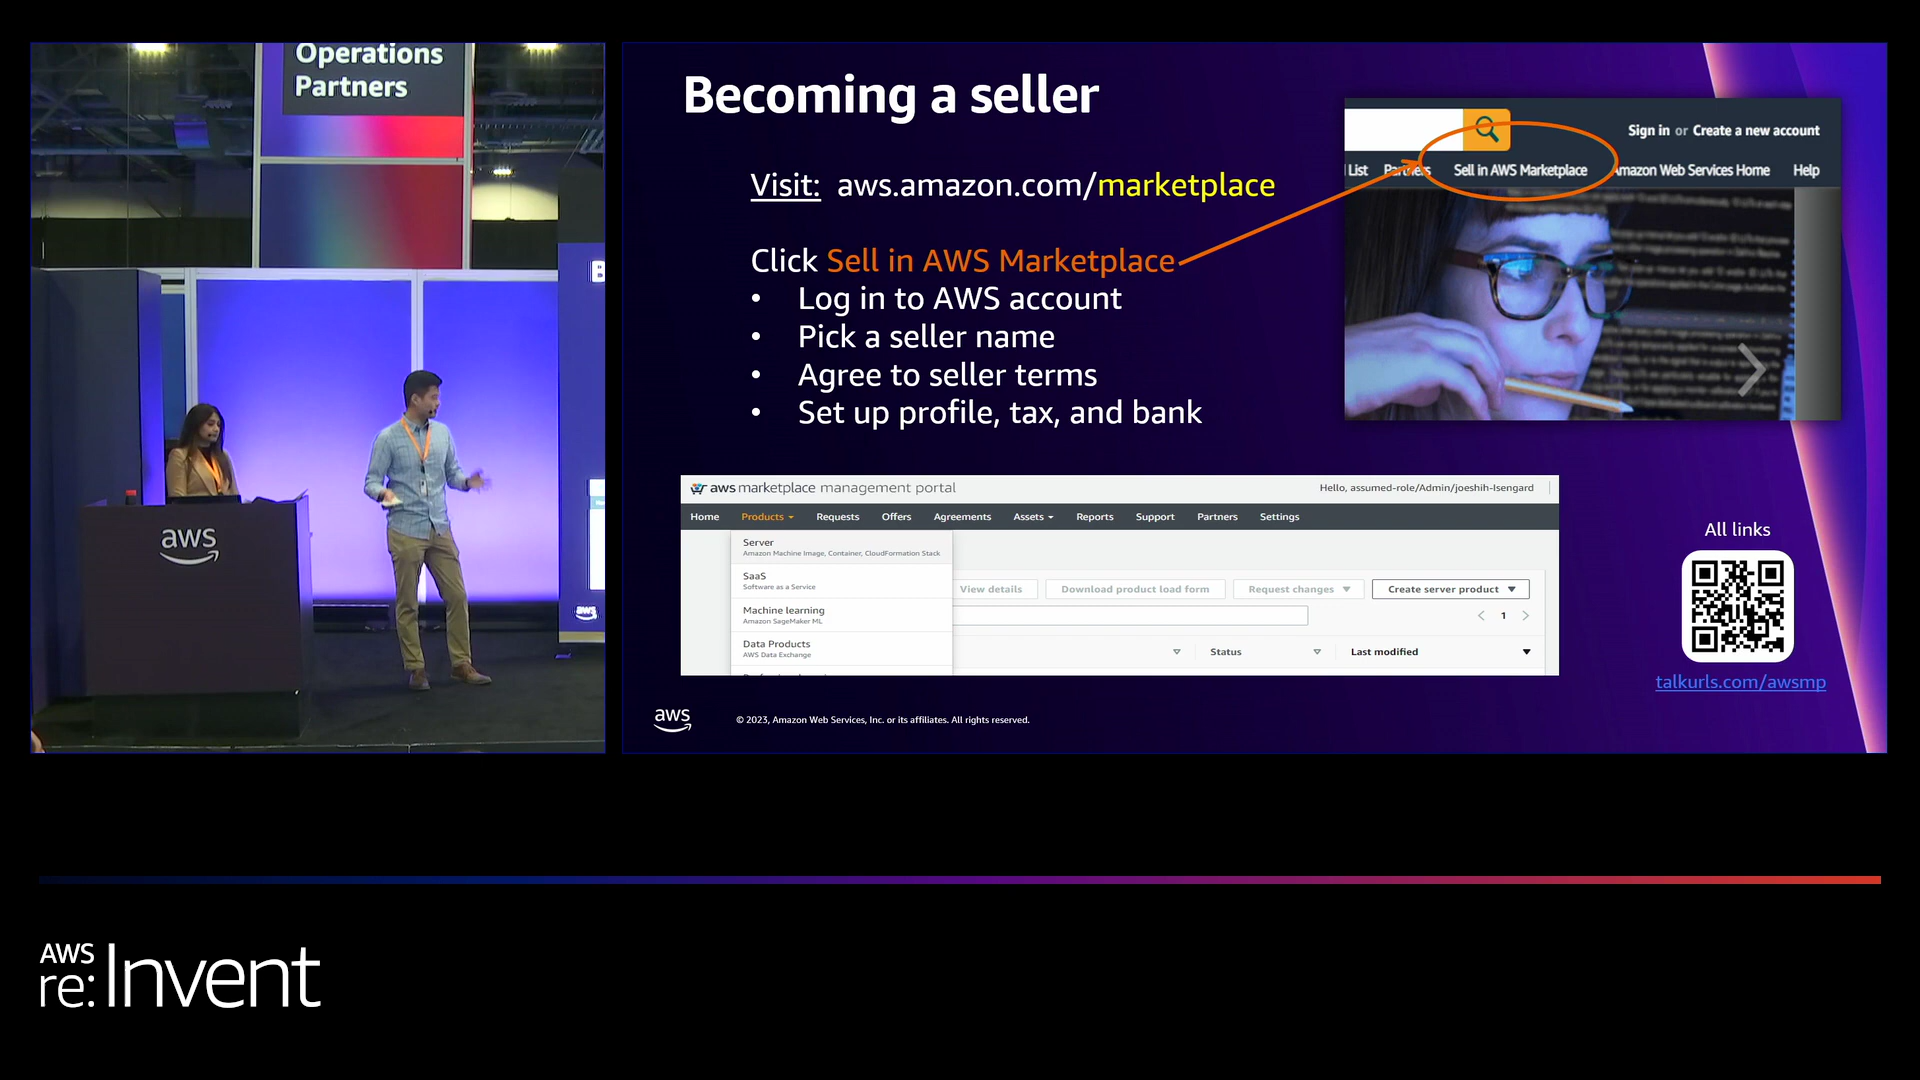 Operations
Partners
aws
aws
Becoming a seller
Visit: aws.amazon.com/marketplace
Click Sell in AWS Marketplace
• Log in to AWS account
• Pick a seller name
• Agree to seller terms
• Set up profile, tax, and bank
Sign in or Create a new account
List Partners Sell in AWS Marketplace Amazon Web Services Home Help
aws marketplace management portal
Hello, assumed-role/Admin/joeshih-Isengard
Home Products Requests Offers Agreements Assets Reports Support Partners Settings
Server
Amazon Machine Image, Container, CloudFormation Stack
SaaS
Software as a Service
Machine learning
Amazon SageMaker ML
Data Products
AWS Data Exchange
View details Download product load form Request changes Create server product
1
Status Last modified
All links
talkurls.com/awsmp
aws
© 2023, Amazon Web Services, Inc. or its affiliates. All rights reserved.
AWS
re:Invent